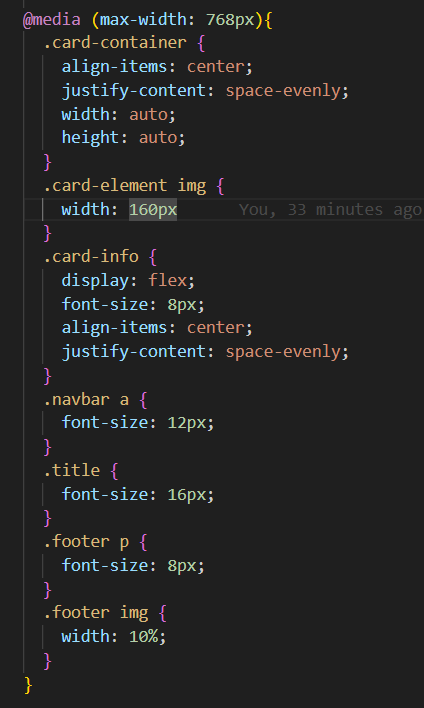 @media (max-width: 768px){
.card-container {
align-items: center;
justify-content: space-evenly;
width: auto;
height: auto;
}
.card-element img {
width: 160px You, 33 minutes ago
}
.card-info {
display: flex;
font-size: 8px;
align-items: center;
justify-content: space-evenly;
}
.navbar a {
font-size: 12px;
}
.title {
font-size: 16px;
}
.footer p {
font-size: 8px;
}
.footer img {
width: 10%;
}
}